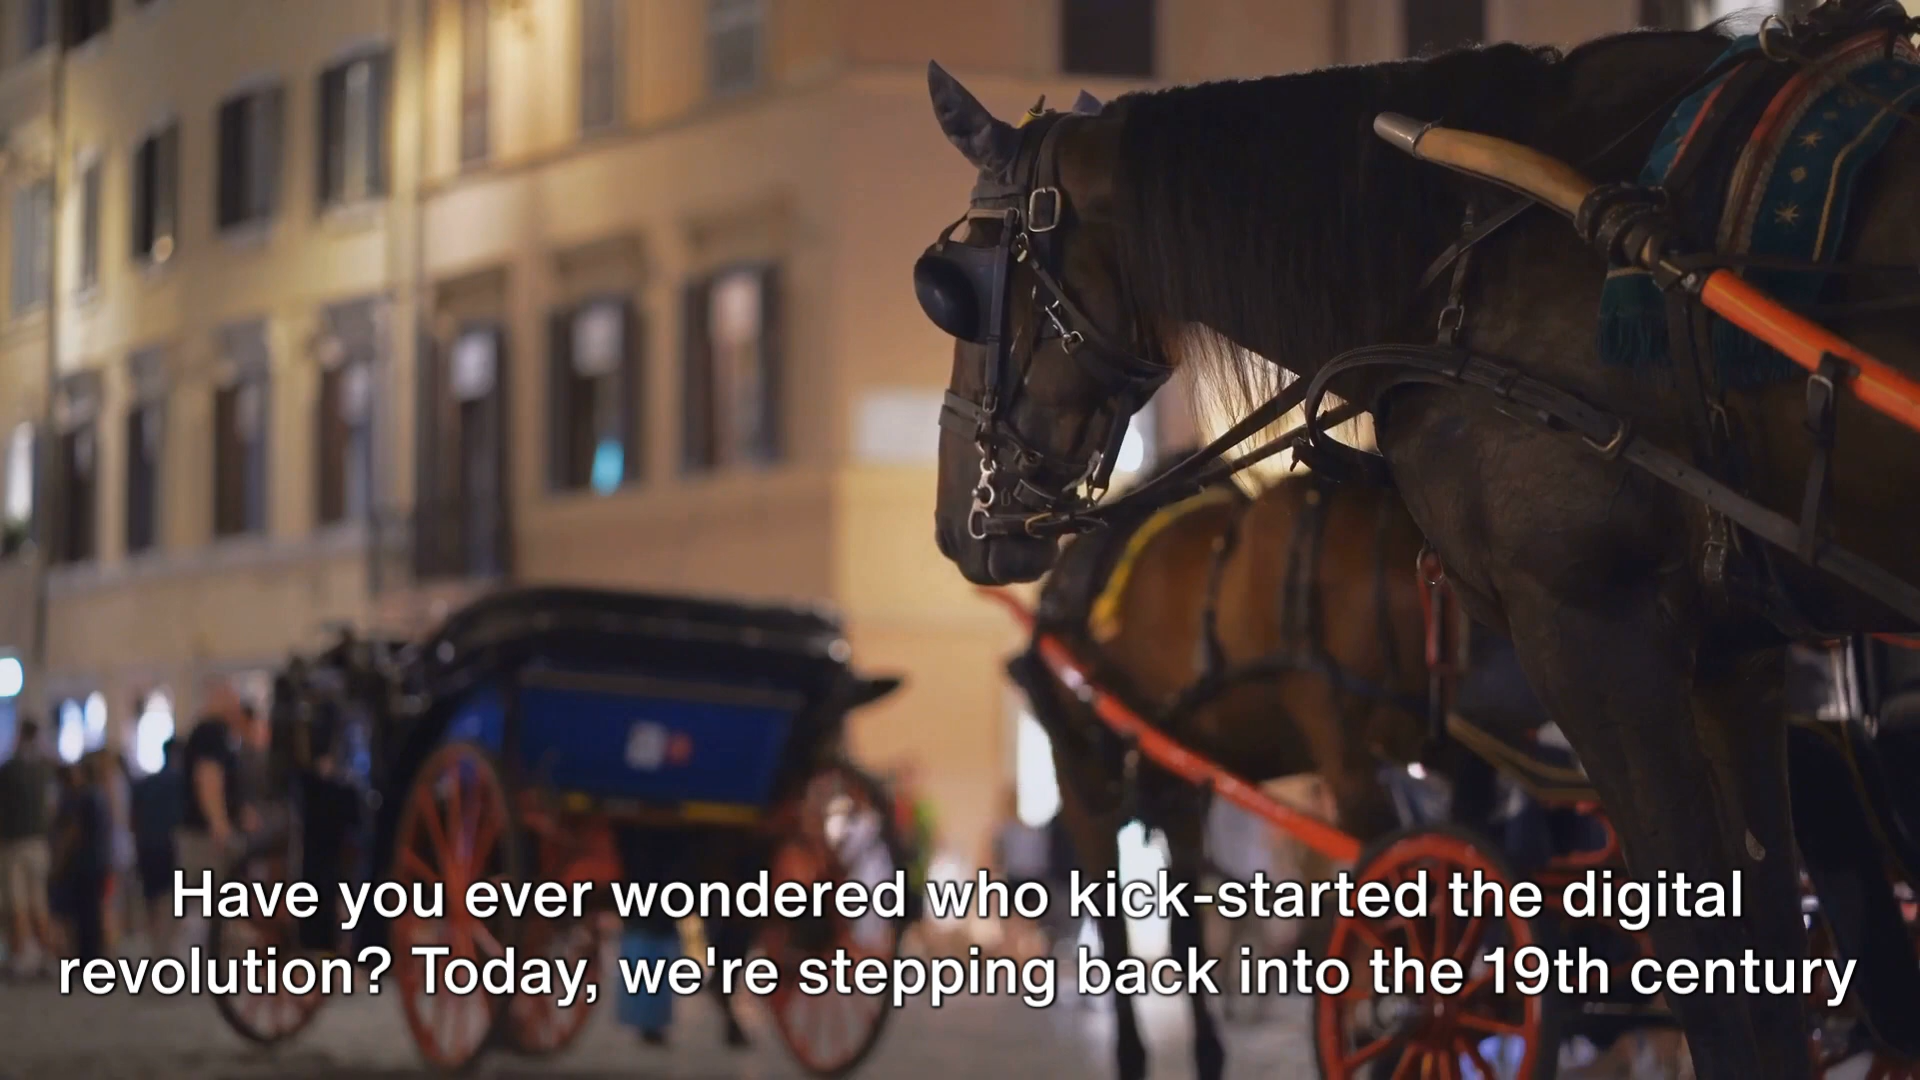 Have you ever wondered who kick-started the digital
revolution? Today, we're stepping back into the 19th century